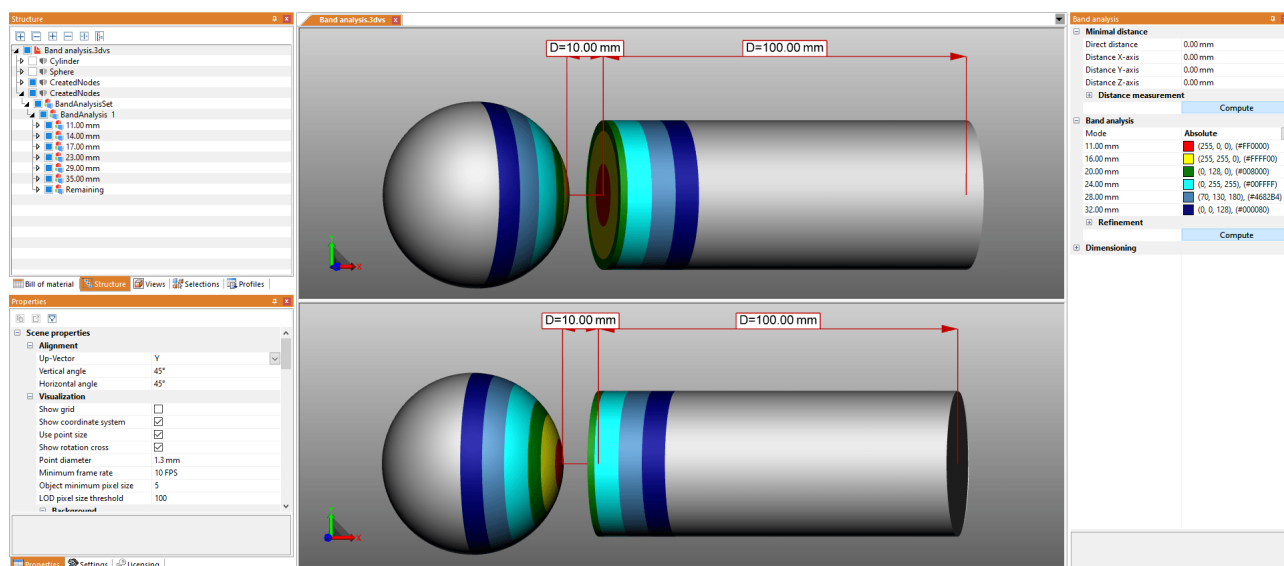 Structure
Band analysis.3dvs
Cylinder
Sphere
CreatedNodes
CreatedNodes
BandAnalysisSet
BandAnalysis 1
11.00 mm
14.00 mm
17.00 mm
23.00 mm
29.00 mm
35.00 mm
Remaining
Bill of material Structure Views Selections Profiles
Properties
Scene properties
Alignment
Up-Vector Y
Vertical angle 45°
Horizontal angle 45°
Visualization
Show grid
Show coordinate system
Use point size
Show rotation cross
Point diameter 1.3 mm
Minimum frame rate 10 FPS
Object minimum pixel size 5
LOD pixel size threshold 100
Background
Properties Settings Licensing
Band analysis.3dvs
D=10.00 mm D=100.00 mm
Y
X
D=10.00 mm D=100.00 mm
X
Band analysis
Minimal distance
Direct distance 0.00 mm
Distance X-axis 0.00 mm
Distance Y-axis 0.00 mm
Distance Z-axis 0.00 mm
Distance measurement
Compute
Band analysis
Mode Absolute
11.00 mm (255, 0, 0), (#FF0000)
16.00 mm (255, 255, 0), (#FFFF00)
20.00 mm (0, 128, 0), (#008000)
24.00 mm (0, 255, 255), (#00FFFF)
28.00 mm (70, 130, 180), (#4682B4)
32.00 mm (0, 0, 128), (#000080)
Refinement
Compute
Dimensioning